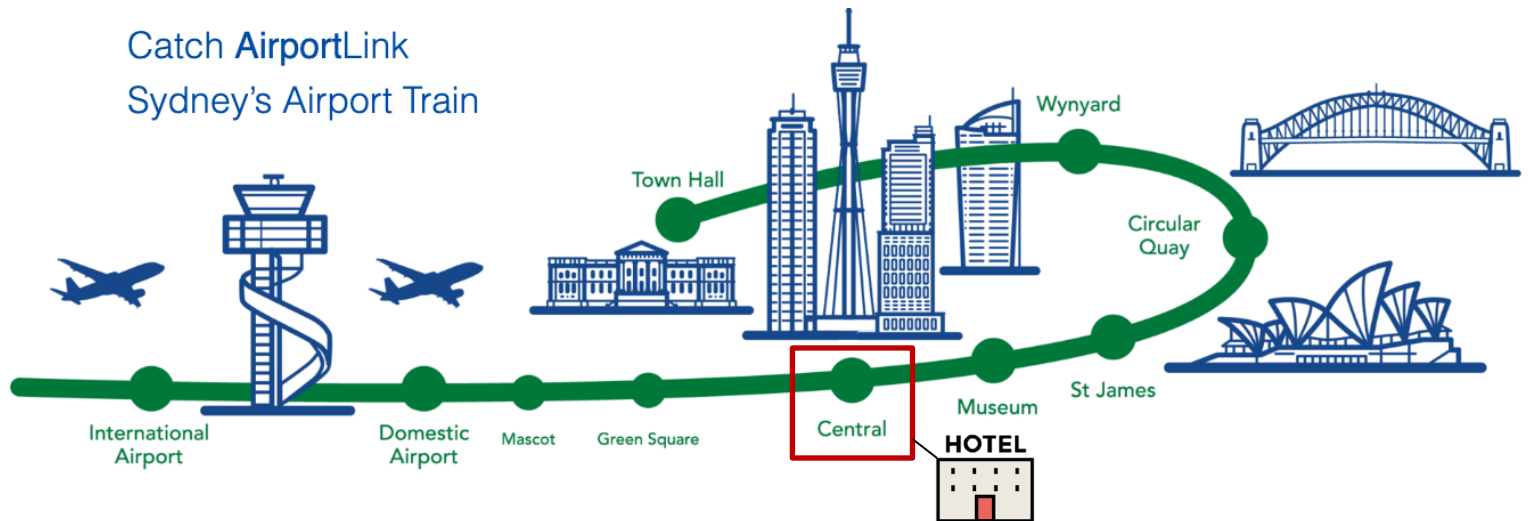 Catch AirportLink
Sydney's Airport Train
Wynyard
Town Hall
Circular
Quay
St James
Museum
Central
International
Airport
Domestic
Airport
Mascot
Green Square
HOTEL